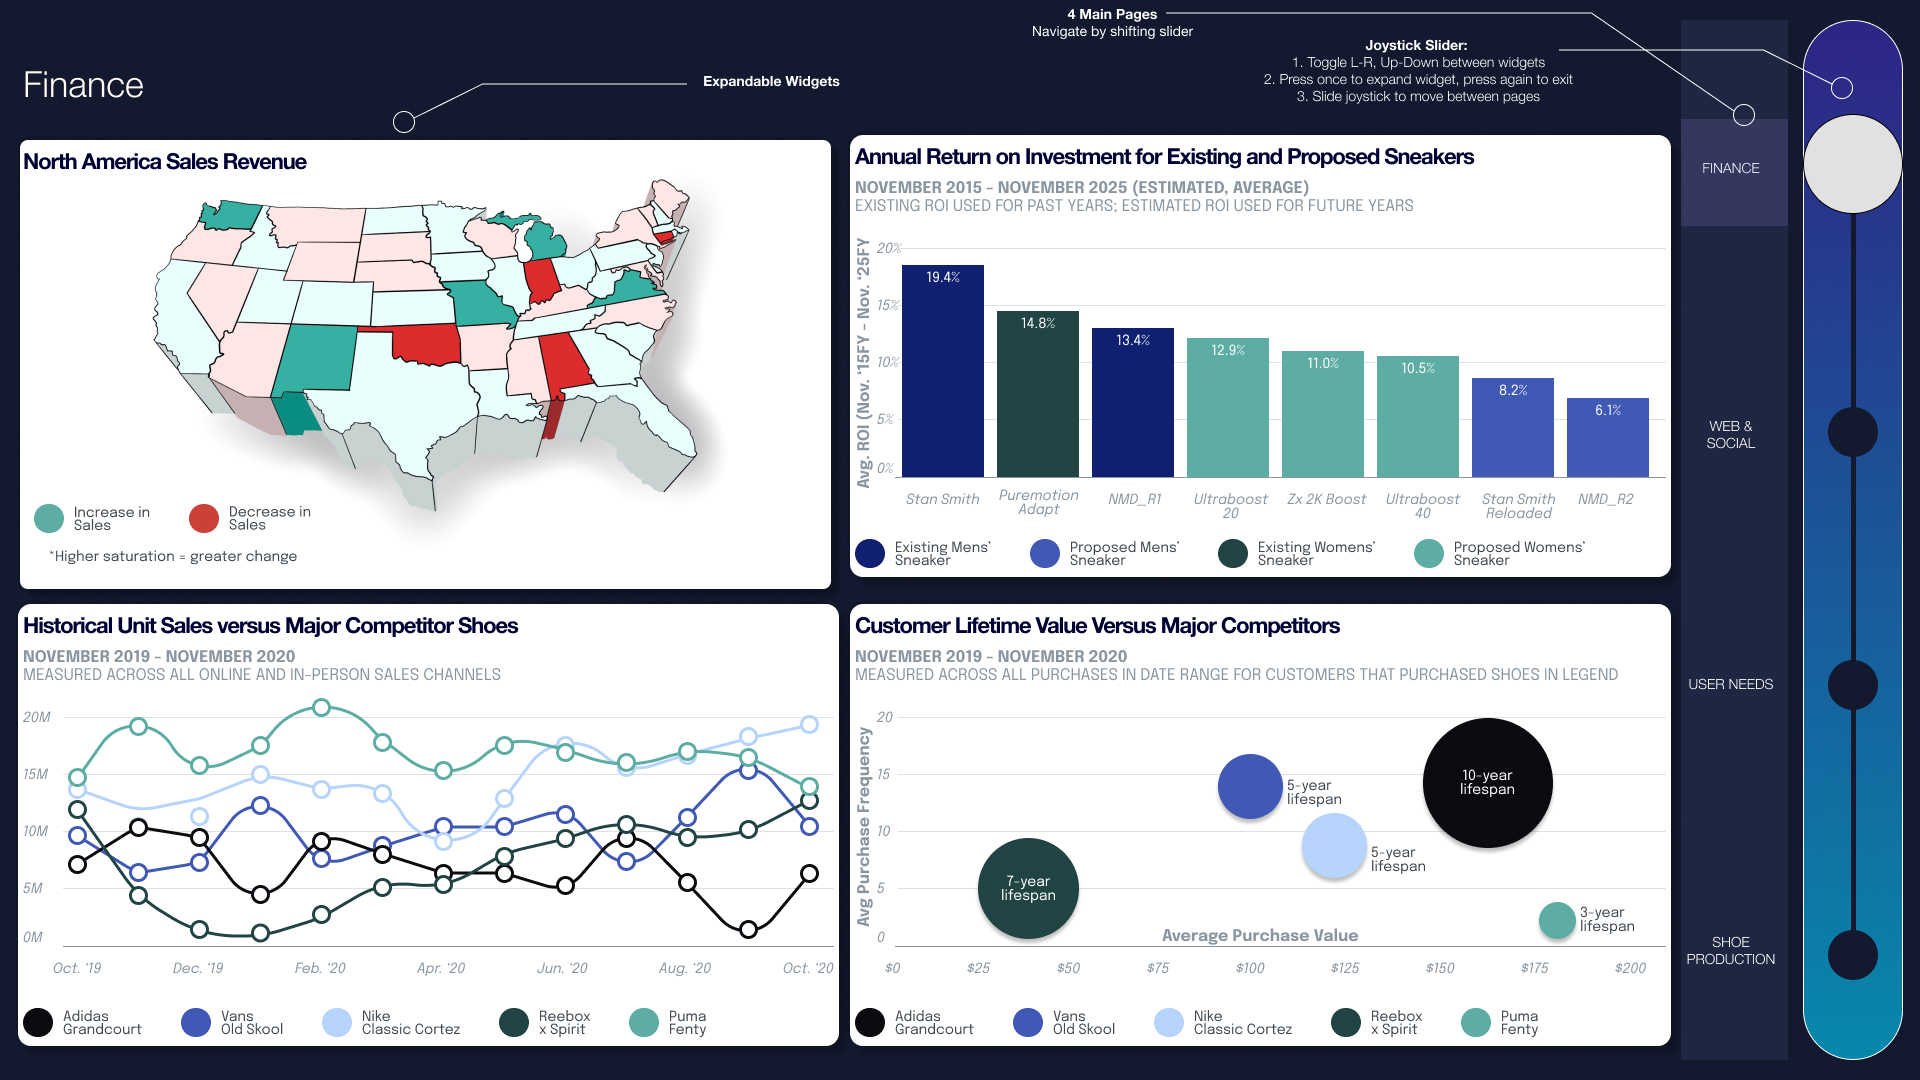 4 Main Pages
Navigate by shifting slider
Joystick Slider:
1. Toggle L-R, Up-Down between widgets
2. Press once to expand widget, press again to exit
3. Slide joystick to move between pages
Finance
Expandable Widgets
North America Sales Revenue
Increase in
Sales
Decrease in
Sales
*Higher saturation = greater change
Annual Return on Investment for Existing and Proposed Sneakers
NOVEMBER 2015 - NOVEMBER 2025 (ESTIMATED, AVERAGE)
EXISTING ROI USED FOR PAST YEARS; ESTIMATED ROI USED FOR FUTURE YEARS
Avg. ROI (Nov. '15FY - Nov. '25FY
20%
15%
10%
5%
0%
19.4%
14.8%
13.4%
12.9%
11.0%
10.5%
8.2%
6.1%
Stan Smith
Puremotion
Adapt
NMD_R1
Ultraboost
20
Zx 2K Boost
Ultraboost
40
Stan Smith
Reloaded
NMD_R2
Existing Mens'
Sneaker
Proposed Mens'
Sneaker
Existing Womens'
Sneaker
Proposed Womens'
Sneaker
Historical Unit Sales versus Major Competitor Shoes
NOVEMBER 2019 - NOVEMBER 2020
MEASURED ACROSS ALL ONLINE AND IN-PERSON SALES CHANNELS
20M
15M
10M
5M
0M
Oct. '19
Dec. '19
Feb. '20
Apr. '20
Jun. '20
Aug. '20
Oct. '20
Adidas
Grandcourt
Vans
Old Skool
Nike
Classic Cortez
Reebox
x Spirit
Puma
Fenty
Customer Lifetime Value Versus Major Competitors
NOVEMBER 2019 - NOVEMBER 2020
MEASURED ACROSS ALL PURCHASES IN DATE RANGE FOR CUSTOMERS THAT PURCHASED SHOES IN LEGEND
Avg Purchase Frequency
20
15
10
5
0
7-year
lifespan
5-year
lifespan
5-year
lifespan
10-year
lifespan
3-year
lifespan
Average Purchase Value
$0
$25
$50
$75
$100
$125
$150
$175
$200
Adidas
Grandcourt
Vans
Old Skool
Nike
Classic Cortez
Reebox
x Spirit
Puma
Fenty
FINANCE
WEB &
SOCIAL
USER NEEDS
SHOE
PRODUCTION